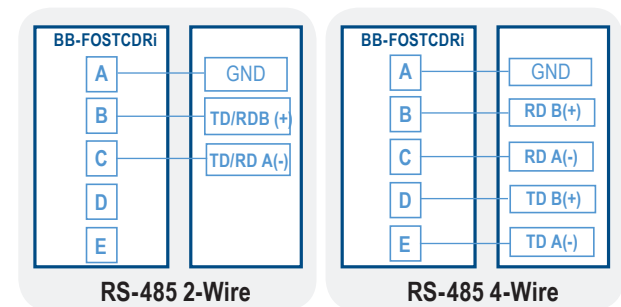 BB-FOSTCDRi
A GND
B TD/RDB (+)
C TD/RD A(-)
D
E
RS-485 2-Wire
BB-FOSTCDRi
A GND
B RD B(+)
C RD A(-)
D TD B(+)
E TD A(-)
RS-485 4-Wire